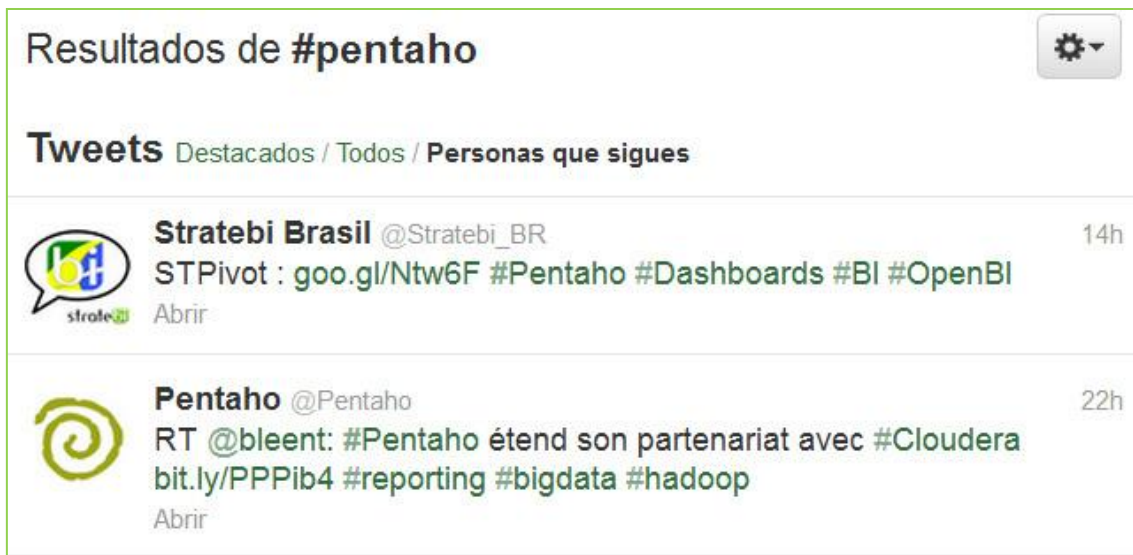 Resultados de #pentaho
Tweets Destacados / Todos / Personas que sigues
Stratebi Brasil @Stratebi_BR 14h
STPivot : goo.gl/Ntw6F #Pentaho #Dashboards #BI #OpenBI
stratebi
Abrir
Pentaho @Pentaho 22h
RT @bleent: #Pentaho étend son partenariat avec #Cloudera
bit.ly/PPPib4 #reporting #bigdata #hadoop
Abrir